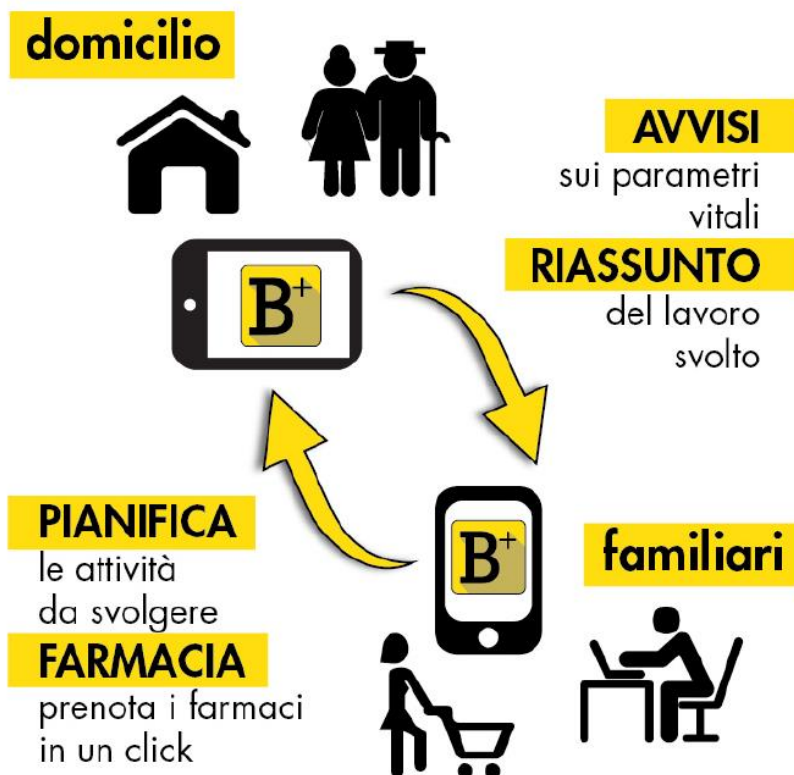 domicilio
AVVISI
sui parametri
vitali
RIASSUNTO
del lavoro
svolto
B+
PIANIFICA
le attività
da svolgere
FARMACIA
prenota i farmaci
in un click
B+
familiari